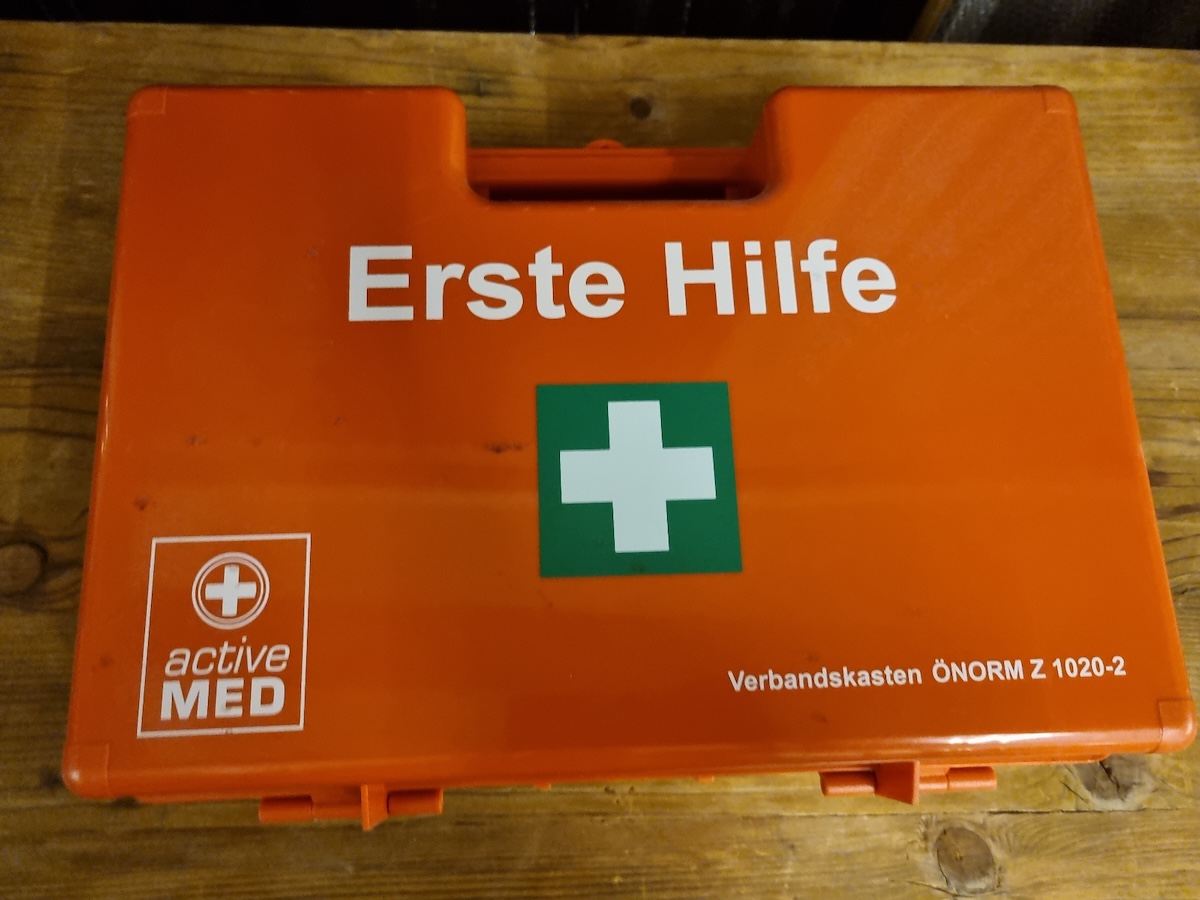 Erste Hilfe
active
MED
Verbandskasten ÖNORM Z 1020-2